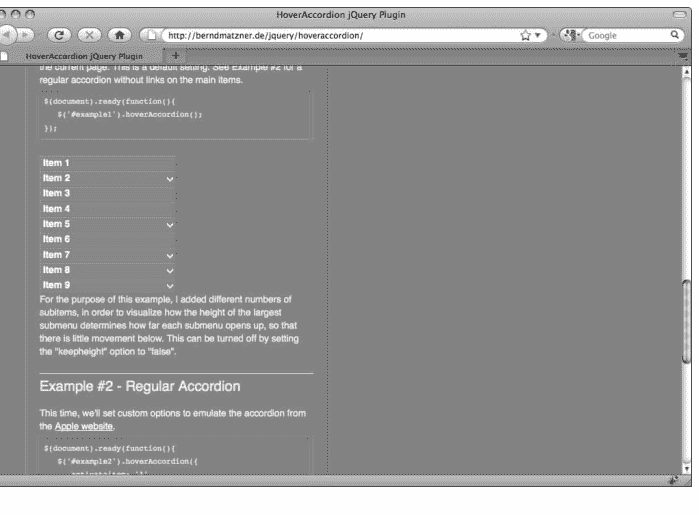 HoverAccordion jQuery Plugin
http://berndmatzner.de/jquery/hoveraccordion/
Google
HoverAccordion jQuery Plugin
+
the current page. This is a default setting. See Example #2 for a
regular accordion without links on the main items.
$(document).ready(function(){
$('#example1').hoverAccordion();
});
Item 1
Item 2
Item 3
Item 4
Item 5
Item 6
Item 7
Item 8
Item 9
For the purpose of this example, I added different numbers of
subitems, in order to visualize how the height of the largest
submenu determines how far each submenu opens up, so that
there is little movement below. This can be turned off by setting
the "keepheight" option to "false".
Example #2 - Regular Accordion
This time, we'll set custom options to emulate the accordion from
the Apple website.
$(document).ready(function(){
$('#example2').hoverAccordion({